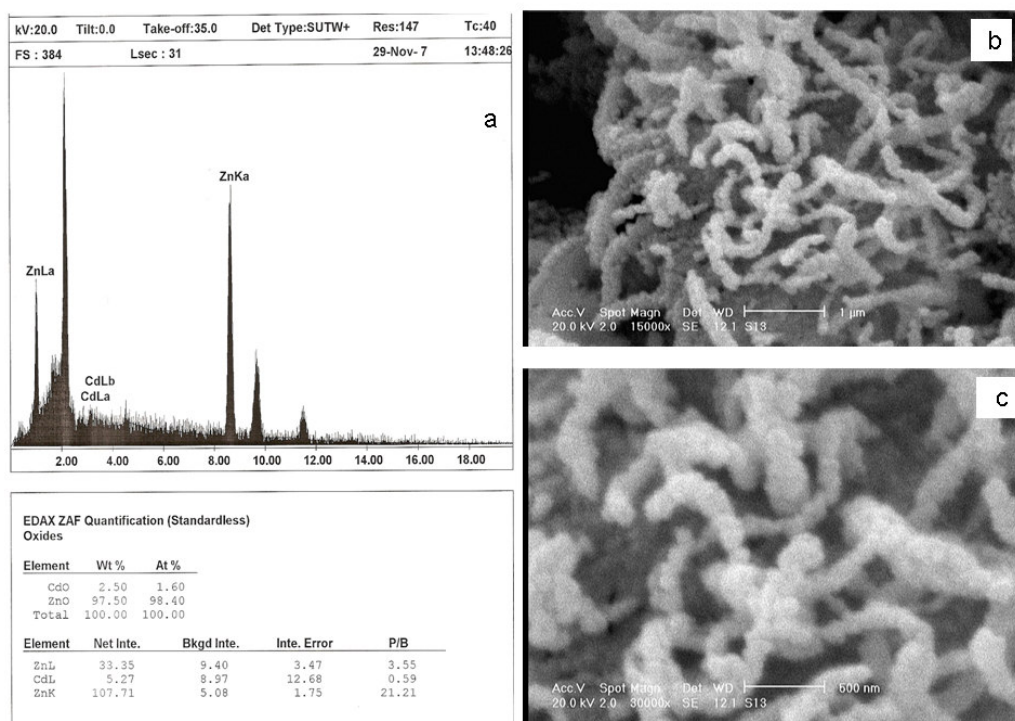 kV:20.0 Tilt:0.0 Take-off:35.0 Det Type:SUTW+ Res:147 Tc:40
FS : 384 Lsec : 31 29-Nov- 7 13:48:26
a
ZnKa
ZnLa
CdLb
CdLa
2.00 4.00 6.00 8.00 10.00 12.00 14.00 16.00 18.00
EDAX ZAF Quantification (Standardless)
Oxides
Element Wt % At %
CdO 2.50 1.60
ZnO 97.50 98.40
Total 100.00 100.00
Element Net Inte. Bkgd Inte. Inte. Error P/B
ZnL 33.35 9.40 3.47 3.55
CdL 5.27 8.97 12.68 0.59
ZnK 107.71 5.08 1.75 21.21
b
Acc.V Spot Magn Det WD 1 µm
20.0 kV 2.0 15000x SE 12.1 S13
c
Acc.V Spot Magn Det WD 500 nm
20.0 kV 2.0 30000x SE 12.1 S13